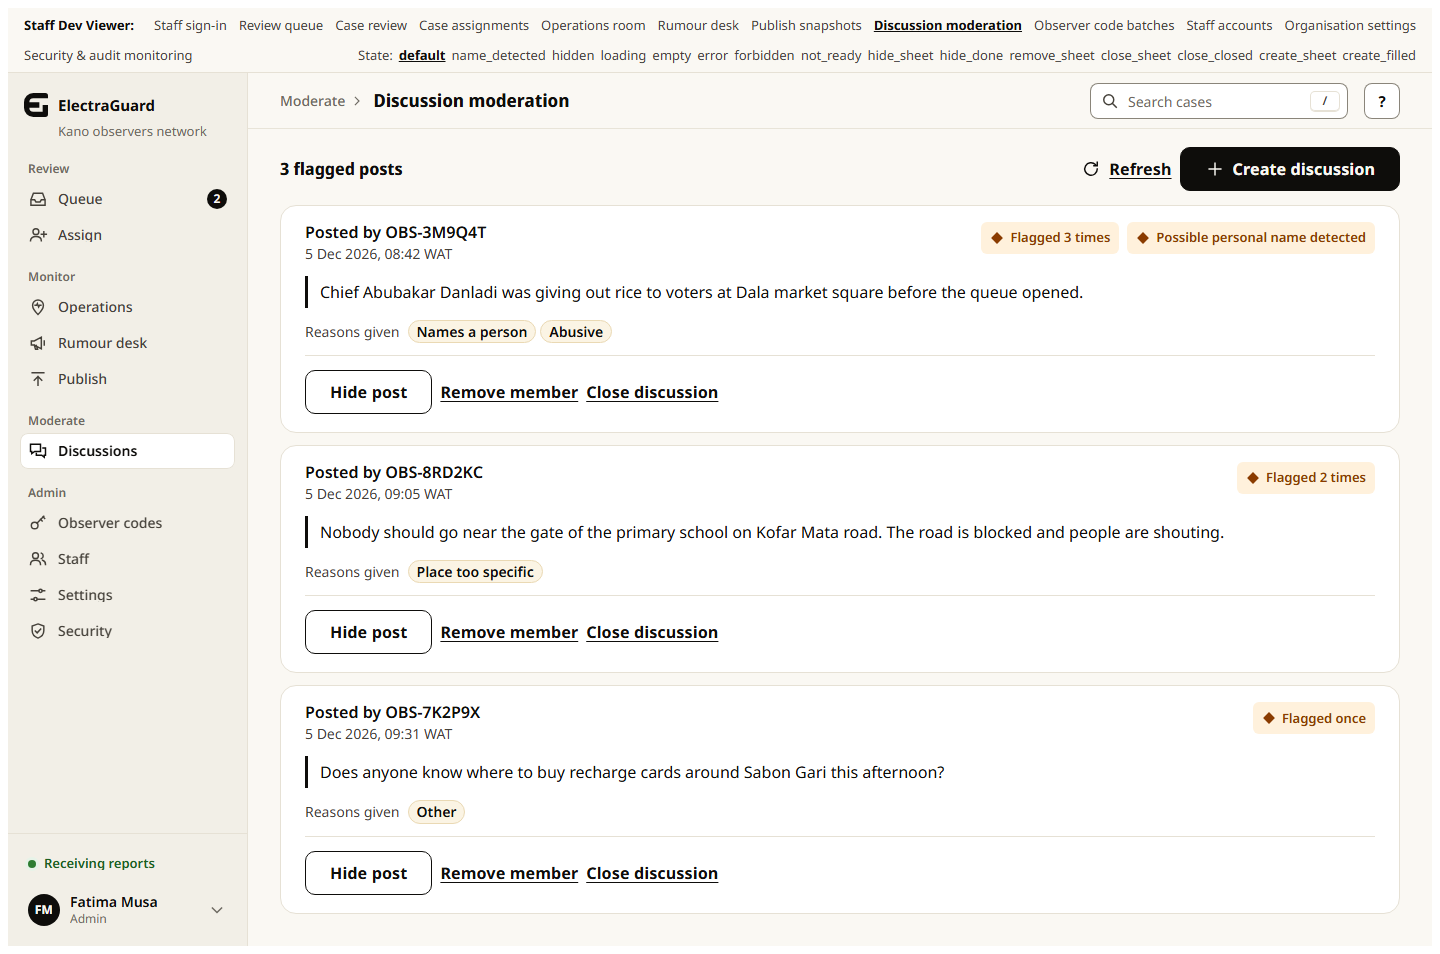 Staff Dev Viewer: Staff sign-in Review queue Case review Case assignments Operations room Rumour desk Publish snapshots Discussion moderation Observer code batches Staff accounts Organisation settings
Security & audit monitoring State: default name_detected hidden loading empty error forbidden not_ready hide_sheet hide_done remove_sheet close_sheet close_closed create_sheet create_filled
ElectraGuard
Kano observers network
Review
Queue 2
Assign
Monitor
Operations
Rumour desk
Publish
Moderate
Discussions
Admin
Observer codes
Staff
Settings
Security
Receiving reports
FM Fatima Musa
Admin
Moderate > Discussion moderation
Search cases /
?
3 flagged posts
Refresh
+ Create discussion
Posted by OBS-3M9Q4T
5 Dec 2026, 08:42 WAT
Flagged 3 times
Possible personal name detected
Chief Abubakar Danladi was giving out rice to voters at Dala market square before the queue opened.
Reasons given Names a person Abusive
Hide post Remove member Close discussion
Posted by OBS-8RD2KC
5 Dec 2026, 09:05 WAT
Flagged 2 times
Nobody should go near the gate of the primary school on Kofar Mata road. The road is blocked and people are shouting.
Reasons given Place too specific
Hide post Remove member Close discussion
Posted by OBS-7K2P9X
5 Dec 2026, 09:31 WAT
Flagged once
Does anyone know where to buy recharge cards around Sabon Gari this afternoon?
Reasons given Other
Hide post Remove member Close discussion